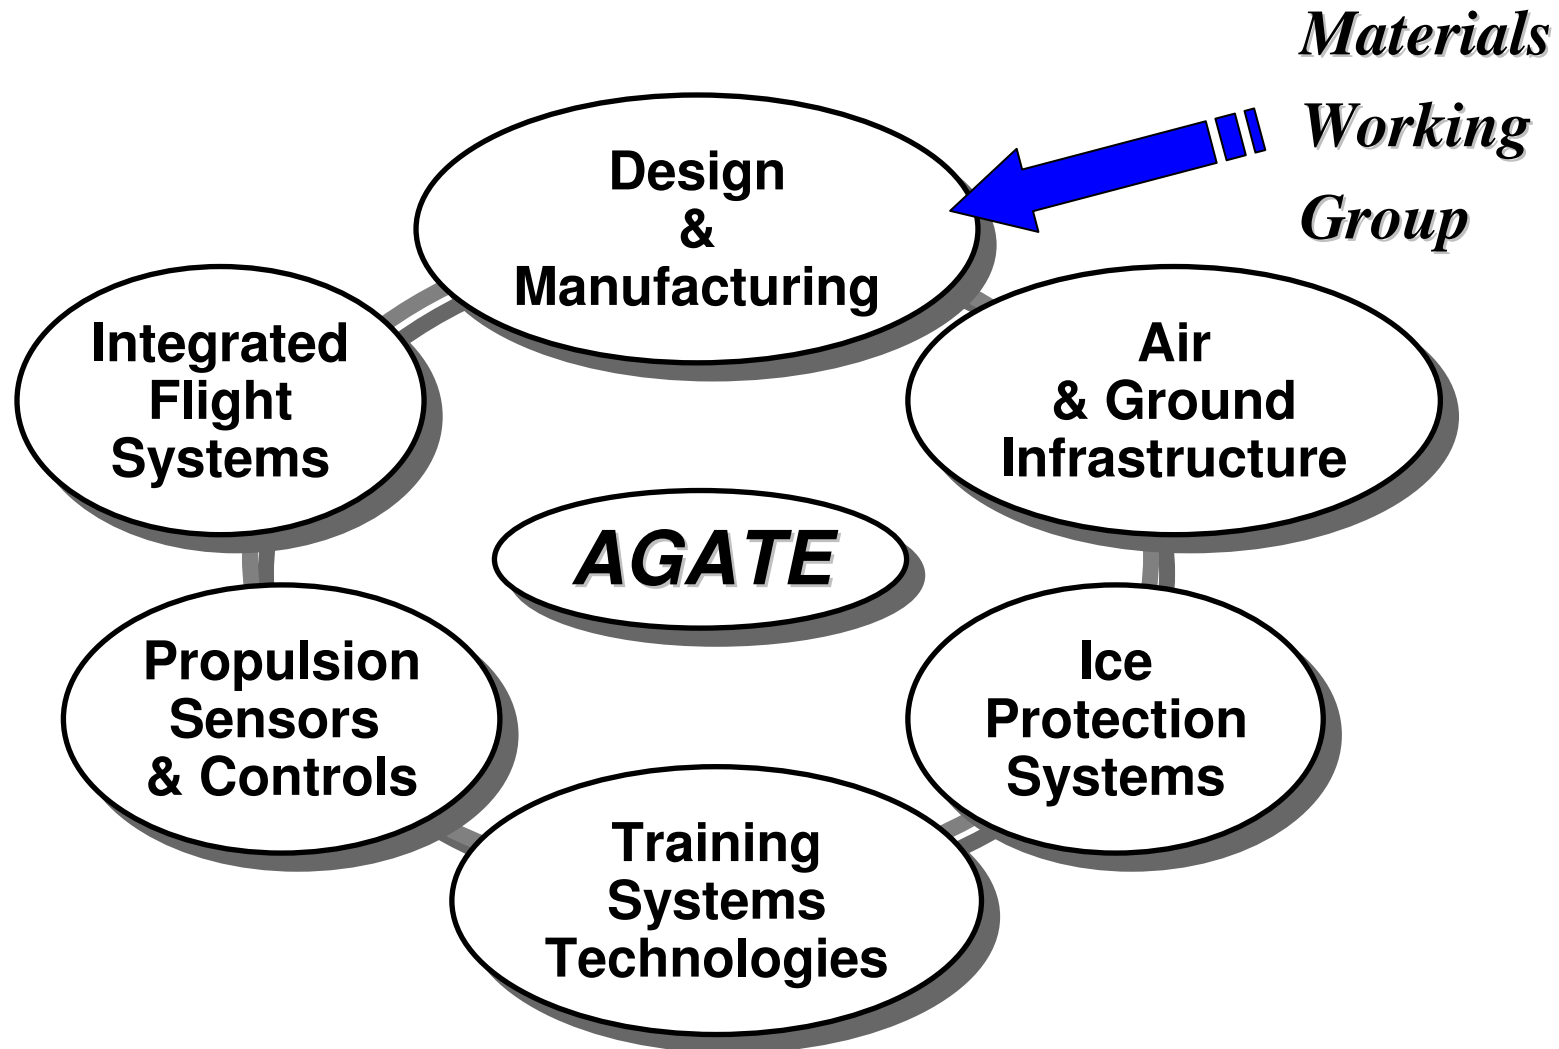 Materials
Working
Group
Design
&
Manufacturing
Integrated
Flight
Systems
Air
& Ground
Infrastructure
AGATE
Propulsion
Sensors
& Controls
Ice
Protection
Systems
Training
Systems
Technologies